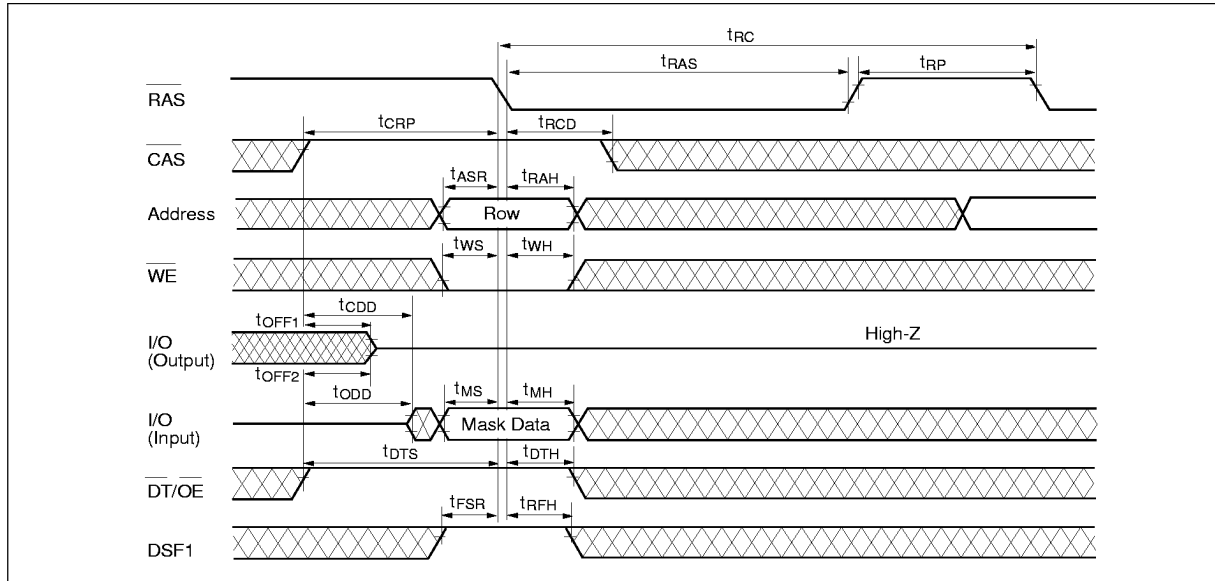 tRC
tRAS
tRP
RAS
tCRP
tRCD
CAS
tASR
tRAH
Address
Row
tWS
tWH
WE
tCDD
tOFF1
I/O
(Output)
High-Z
tOFF2
tODD
tMS
tMH
I/O
(Input)
Mask Data
tDTS
tDTH
DT/OE
tFSR
tRFH
DSF1